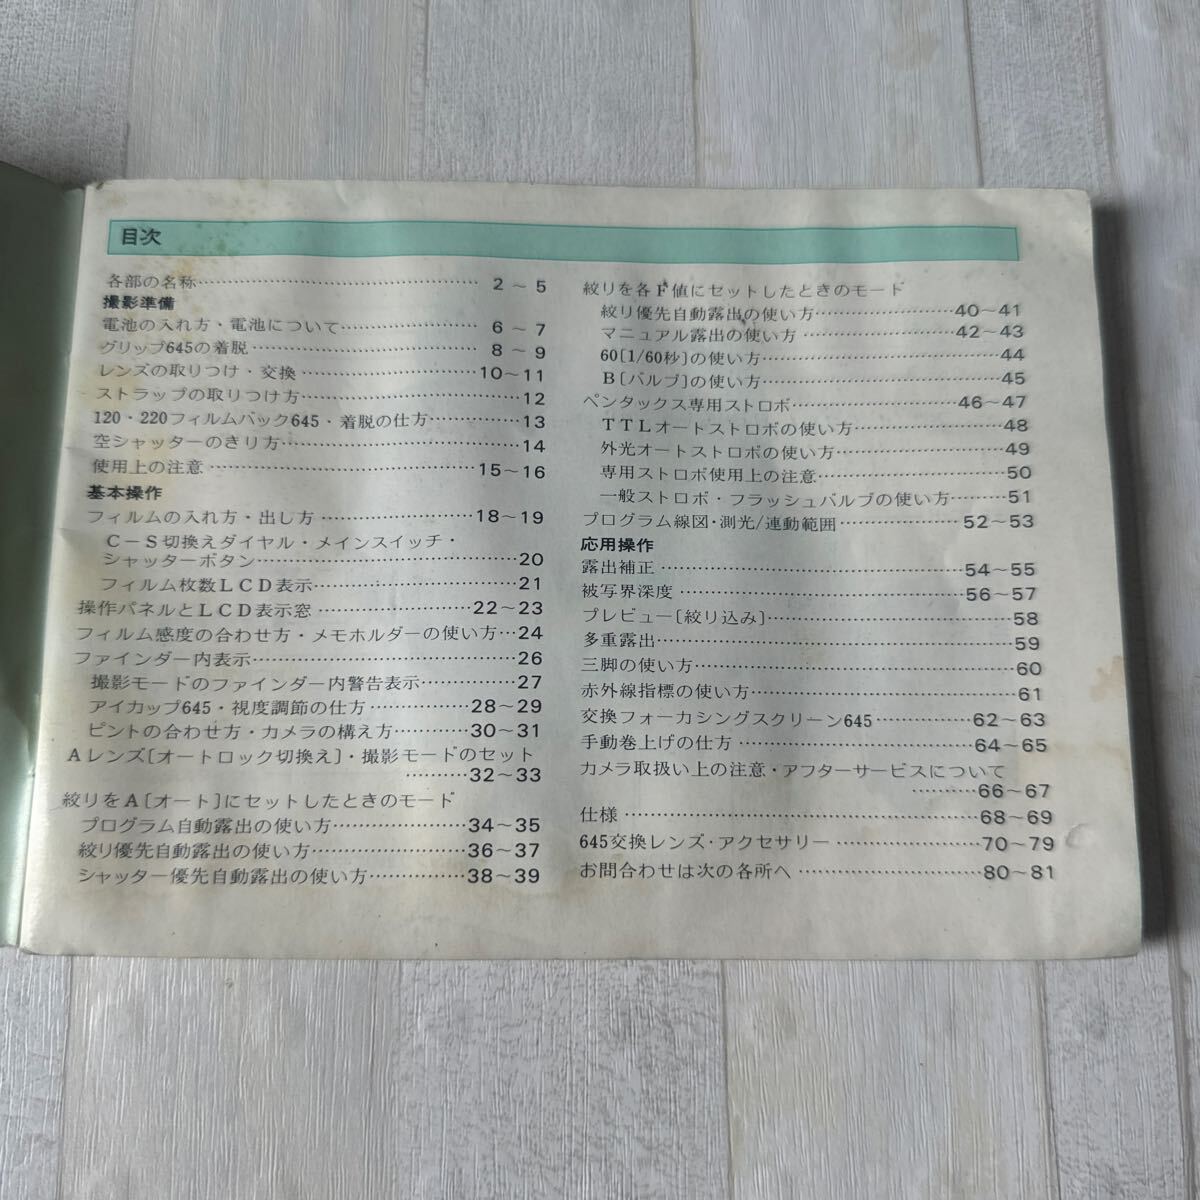 目次
各部の名称………………………………2～5
撮影準備
電池の入れ方・電池について………………6～7
グリップ645の着脱…………………………8～9
レンズの取りつけ・交換……………………10～11
ストラップの取りつけ方……………………12
120・220フィルムバック645・着脱の仕方…………13
空シャッターのきり方………………………14
使用上の注意…………………………………15～16
基本操作
フィルムの入れ方・出し方…………………18～19
C－S切換えダイヤル・メインスイッチ・
シャッターボタン……………………………20
フィルム枚数LCD表示………………………21
操作パネルとLCD表示窓……………………22～23
フィルム感度の合わせ方・メモホルダーの使い方…24
ファインダー内表示…………………………26
撮影モードのファインダー内警告表示…………27
アイカップ645・視度調節の仕方……………28～29
ピントの合わせ方・カメラの構え方…………30～31
Aレンズ[オートロック切換え]・撮影モードのセット
………32～33
絞りをA[オート]にセットしたときのモード
プログラム自動露出の使い方………………34～35
絞り優先自動露出の使い方…………………36～37
シャッター優先自動露出の使い方……………38～39
絞りを各F値にセットしたときのモード
絞り優先自動露出の使い方…………………40～41
マニュアル露出の使い方……………………42～43
60[1/60秒]の使い方…………………………44
B[バルブ]の使い方…………………………45
ペンタックス専用ストロボ……………………46～47
TTLオートストロボの使い方………………48
外光オートストロボの使い方…………………49
専用ストロボ使用上の注意……………………50
一般ストロボ・フラッシュバルブの使い方………51
プログラム線図・測光/連動範囲………………52～53
応用操作
露出補正………………………………………54～55
被写界深度……………………………………56～57
プレビュー[絞り込み]…………………………58
多重露出………………………………………59
三脚の使い方…………………………………60
赤外線指標の使い方…………………………61
交換フォーカシングスクリーン645……………62～63
手動巻上げの仕方……………………………64～65
カメラ取扱い上の注意・アフターサービスについて
…………66～67
仕様……………………………………………68～69
645交換レンズ・アクセサリー…………………70～79
お問合わせは次の各所へ……………………80～81